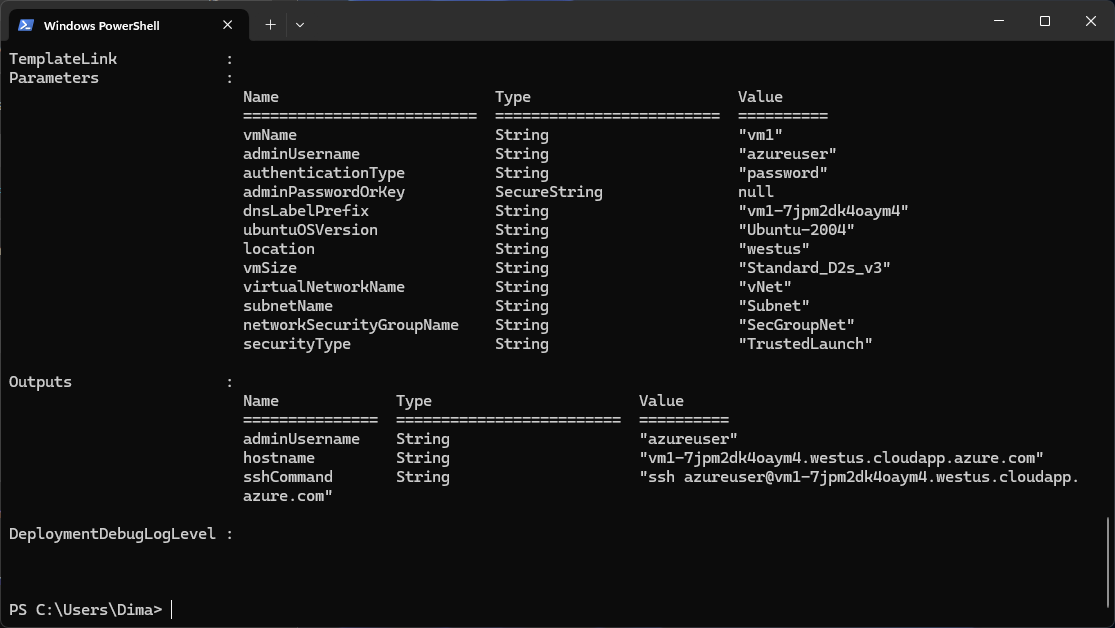 Windows PowerShell
TemplateLink :
Parameters :
Name Type Value
========================== ========================= ==========
vmName String "vm1"
adminUsername String "azureuser"
authenticationType String "password"
adminPasswordOrKey SecureString null
dnsLabelPrefix String "vm1-7jpm2dk4oaym4"
ubuntuOSVersion String "Ubuntu-2004"
location String "westus"
vmSize String "Standard_D2s_v3"
virtualNetworkName String "vNet"
subnetName String "Subnet"
networkSecurityGroupName String "SecGroupNet"
securityType String "TrustedLaunch"
Outputs :
Name Type Value
=============== ========================= ==========
adminUsername String "azureuser"
hostname String "vm1-7jpm2dk4oaym4.westus.cloudapp.azure.com"
sshCommand String "ssh azureuser@vm1-7jpm2dk4oaym4.westus.cloudapp.
azure.com"
DeploymentDebugLogLevel :
PS C:\Users\Dima>